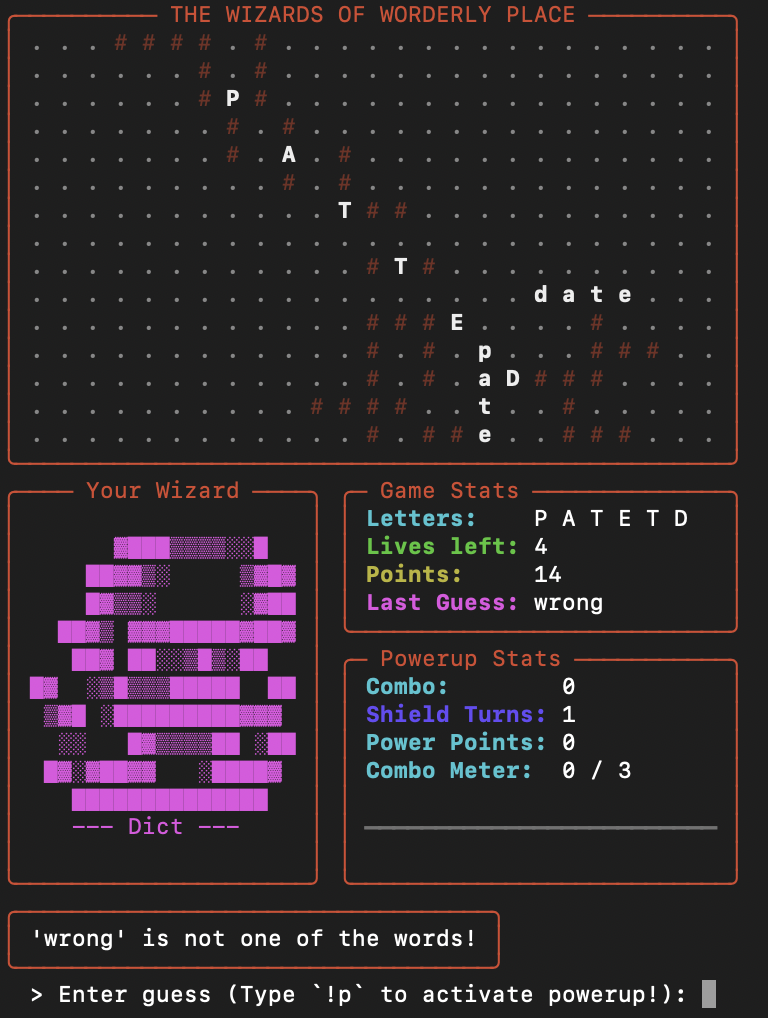 THE WIZARDS OF WORDERLY PLACE
. . . # # # # . # . . . . . . . . . . . . . . . .
. . . . . . # . # . . . . . . . . . . . . . . . .
. . . . . . # P # . . . . . . . . . . . . . . . .
. . . . . . . # . # . . . . . . . . . . . . . . .
. . . . . . . # . A . # . . . . . . . . . . . . .
. . . . . . . . . # . # . . . . . . . . . . . . .
. . . . . . . . . . . T # # . . . . . . . . . . .
. . . . . . . . . . . . . . . . . . . . . . . . .
. . . . . . . . . . . . # T # . . . . . . . . . .
. . . . . . . . . . . . . . . . . . d a t e . . .
. . . . . . . . . . . . # # # E . . . . # . . . .
. . . . . . . . . . . . # . # . p . . . # # # . .
. . . . . . . . . . . . # . # . a D # # # . . . .
. . . . . . . . . . # # # # . . t . . # . . . . .
. . . . . . . . . . . . # . # # e . . # # # . . .
Your Wizard
--- Dict ---
Game Stats
Letters: P A T E T D
Lives left: 4
Points: 14
Last Guess: wrong
Powerup Stats
Combo: 0
Shield Turns: 1
Power Points: 0
Combo Meter: 0 / 3
'wrong' is not one of the words!
> Enter guess (Type `!p` to activate powerup!):